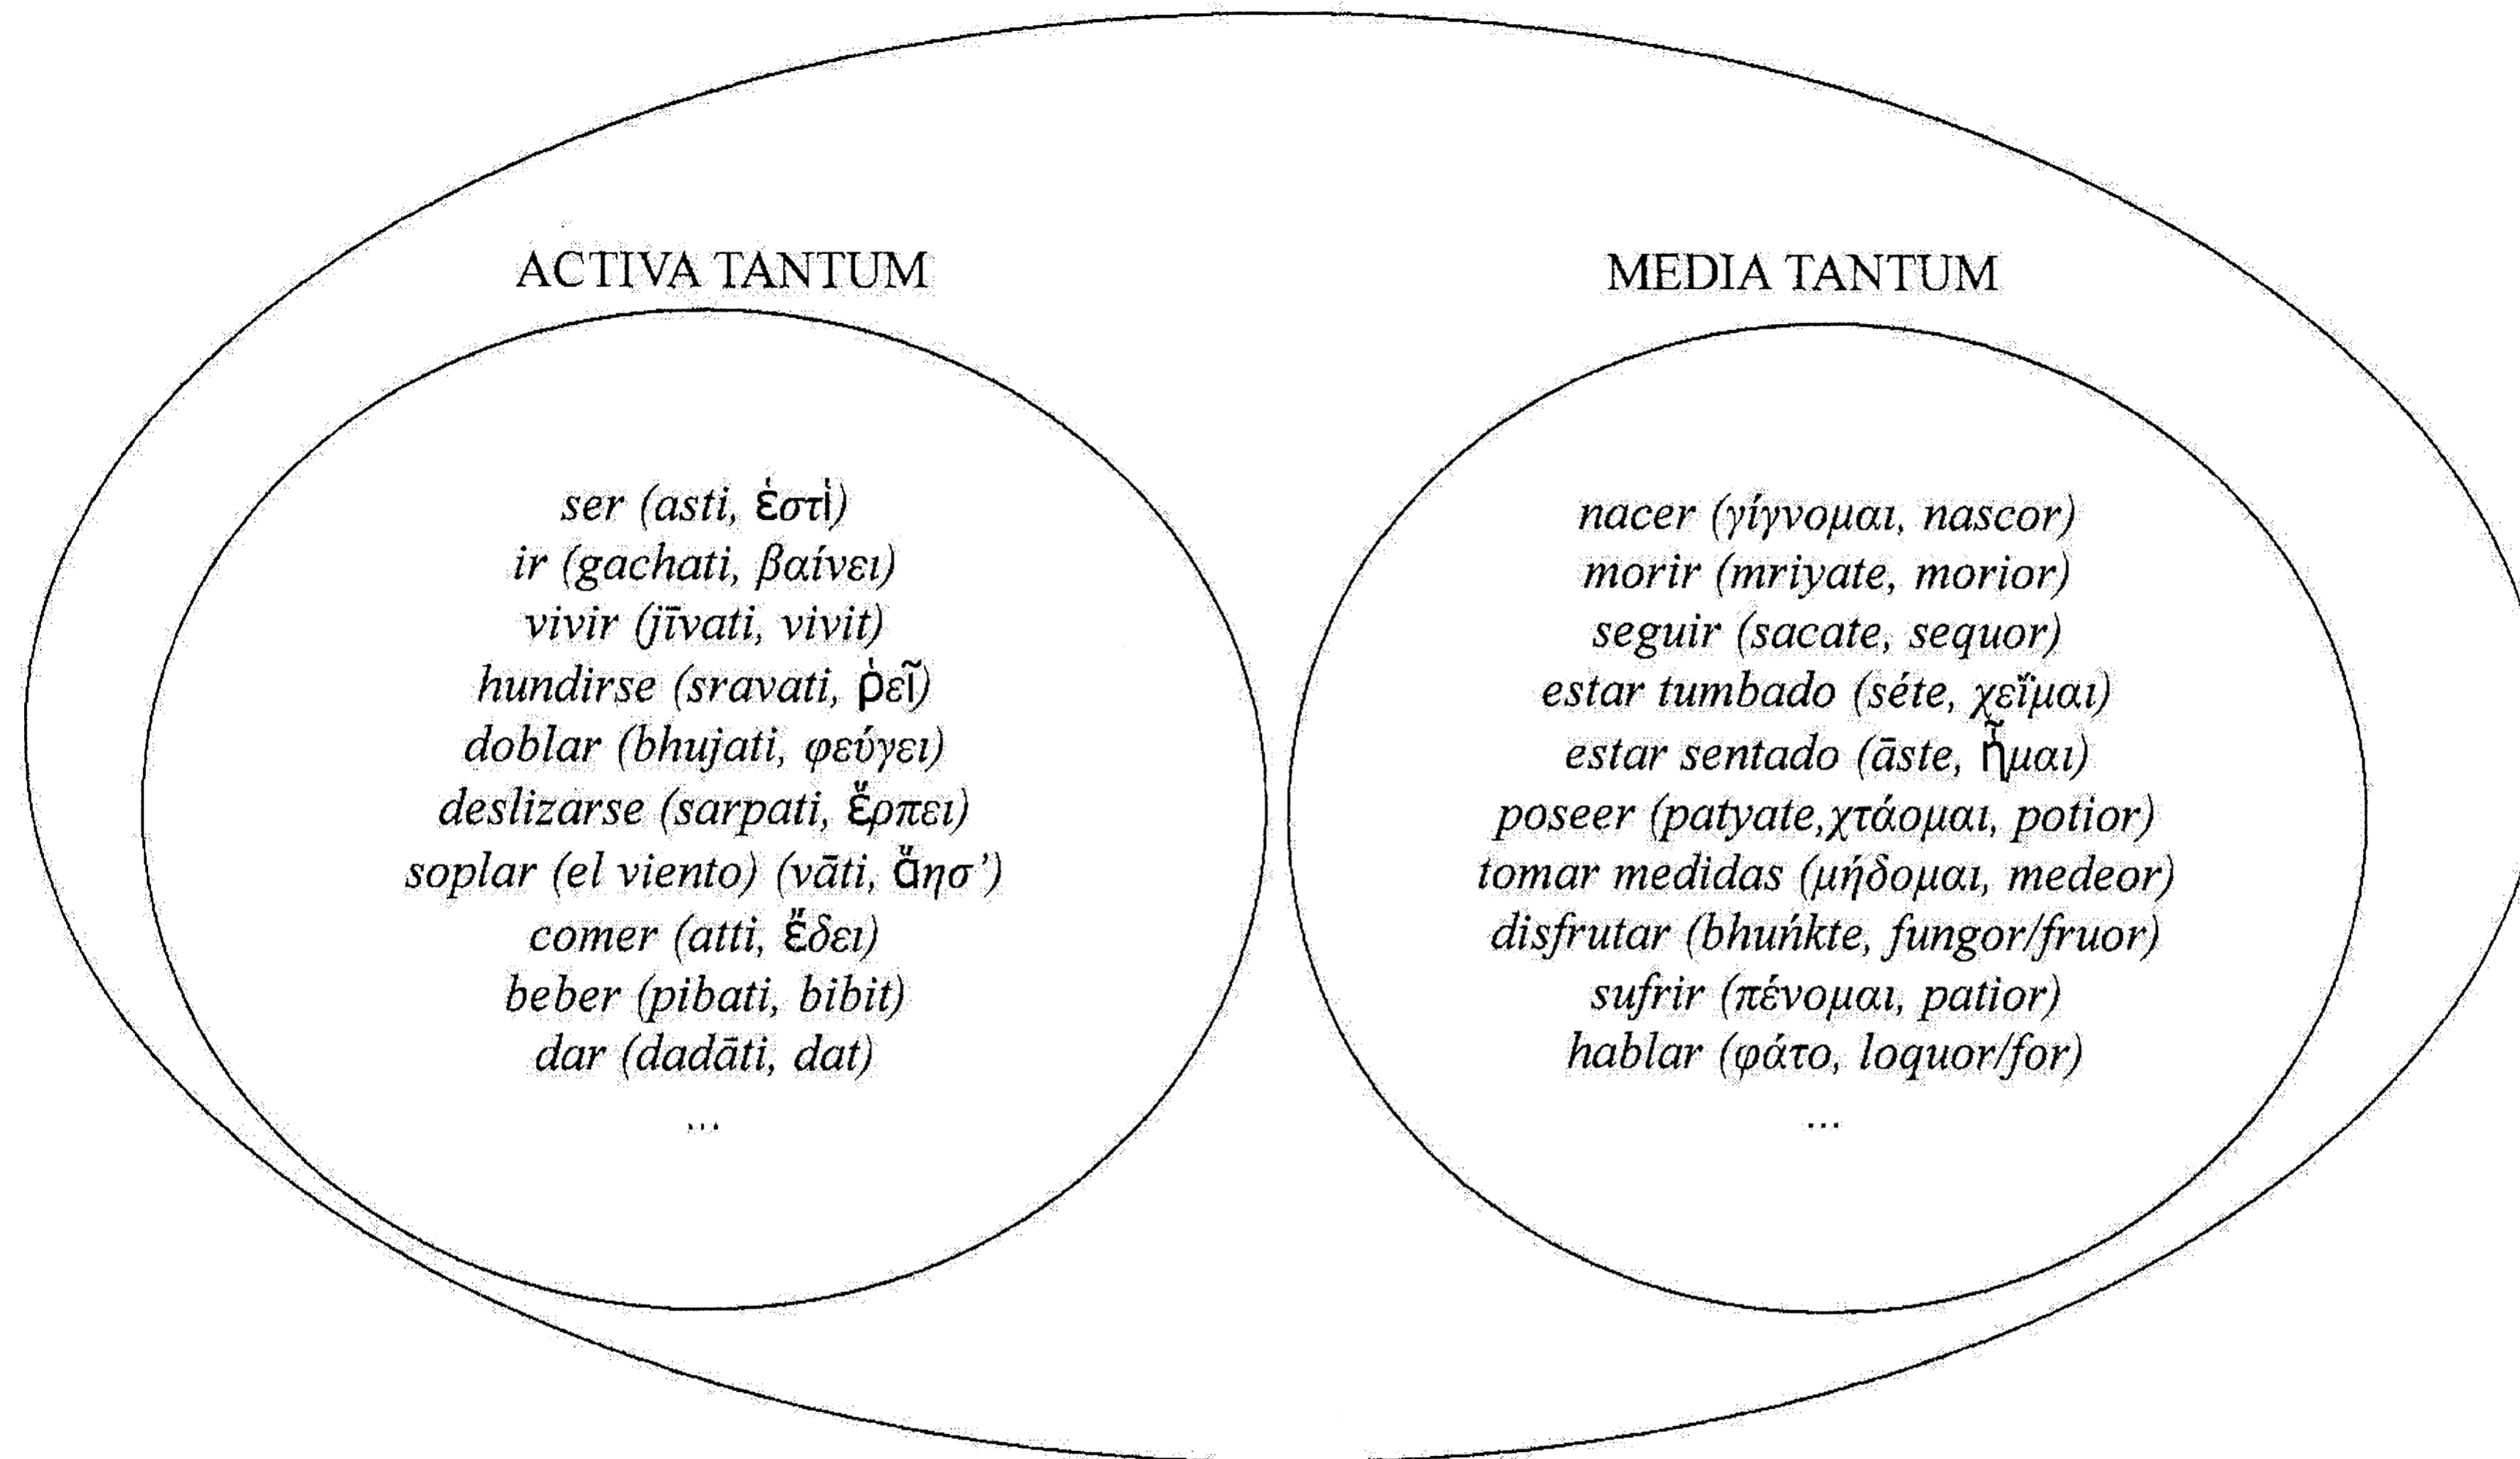 ACTIVA TANTUM
ser (asti, ἐστὶ)
ir (gachati, βαίνει)
vivir (jīvati, vivit)
hundirse (sravati, ῥεῖ)
doblar (bhujati, φεύγει)
deslizarse (sarpati, ἕρπει)
soplar (el viento) (vāti, ἄησ’)
comer (atti, ἔδει)
beber (pibati, bibit)
dar (dadāti, dat)
...
MEDIA TANTUM
nacer (γίγνομαι, nascor)
morir (mriyate, morior)
seguir (sacate, sequor)
estar tumbado (séte, χεῖμαι)
estar sentado (āste, ἧμαι)
poseer (patyate,χτάομαι, potior)
tomar medidas (μήδομαι, medeor)
disfrutar (bhuńkte, fungor/fruor)
sufrir (πένομαι, patior)
hablar (φάτο, loquor/for)
...